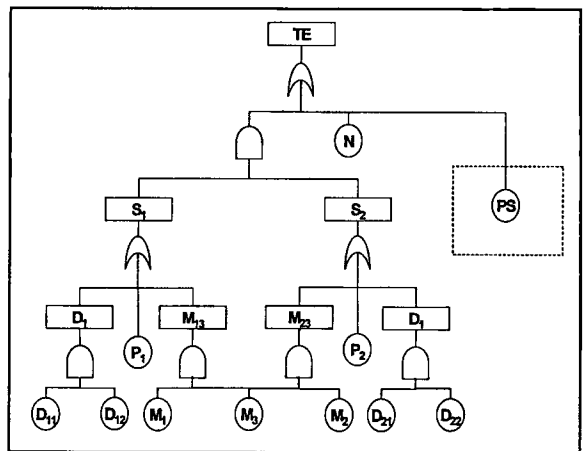 TE
N
S₁ S₂ PS
D₁ M₁₃ M₂₃ D₁
P₁ P₂
D₁₁ D₁₂ M₁ M₃ M₂ D₂₁ D₂₂